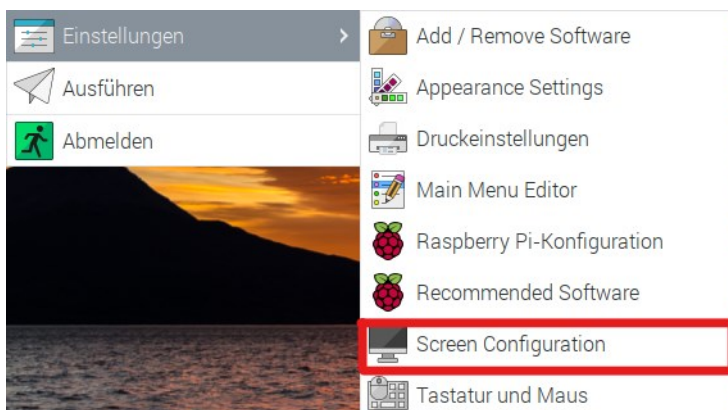 Einstellungen
Ausführen
Abmelden
Add / Remove Software
Appearance Settings
Druckeinstellungen
Main Menu Editor
Raspberry Pi-Konfiguration
Recommended Software
Screen Configuration
Tastatur und Maus